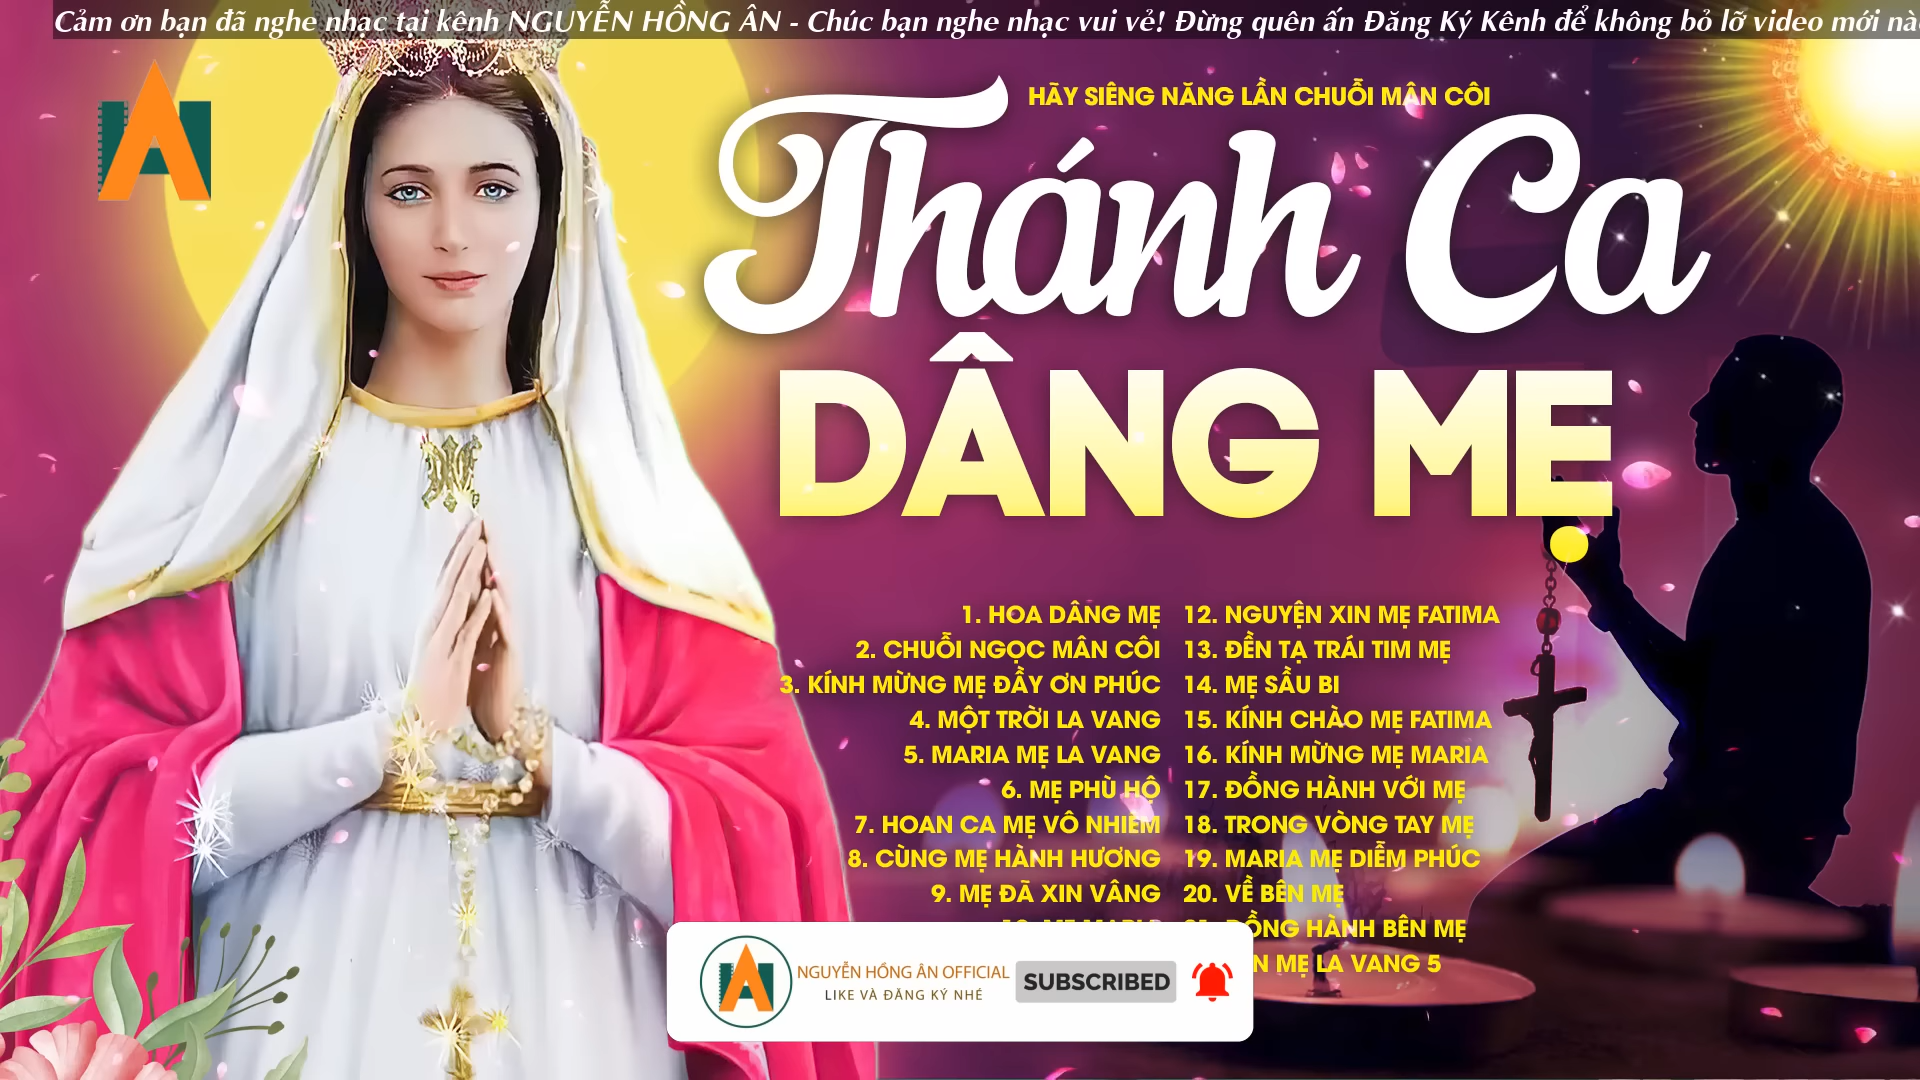 Cảm ơn bạn đã nghe nhạc tại kênh NGUYỄN HỒNG ÂN - Chúc bạn nghe nhạc vui vẻ! Đừng quên ấn Đăng Ký Kênh để không bỏ lỡ video mới
HÃY SIÊNG NĂNG LẦN CHUỖI MÂN CÔI
Thánh Ca
DÂNG MẸ
1. HOA DÂNG MẸ
2. CHUỖI NGỌC MÂN CÔI
3. KÍNH MỪNG MẸ ĐẦY ƠN PHÚC
4. MỘT TRỜI LA VANG
5. MARIA MẸ LA VANG
6. MẸ PHÙ HỘ
7. HOAN CA MẸ VÔ NHIỄM
8. CÙNG MẸ HÀNH HƯƠNG
9. MẸ ĐÃ XIN VÂNG
12. NGUYỆN XIN MẸ FATIMA
13. ĐỀN TẠ TRÁI TIM MẸ
14. MẸ SẦU BI
15. KÍNH CHÀO MẸ FATIMA
16. KÍNH MỪNG MẸ MARIA
17. ĐỒNG HÀNH VỚI MẸ
18. TRONG VÒNG TAY MẸ
19. MARIA MẸ DIỄM PHÚC
20. VỀ BÊN MẸ
HÀNH BÊN MẸ
MẸ LA VANG 5
NGUYỄN HỒNG ÂN OFFICIAL
LIKE VÀ ĐĂNG KÝ NHÉ
SUBSCRIBED